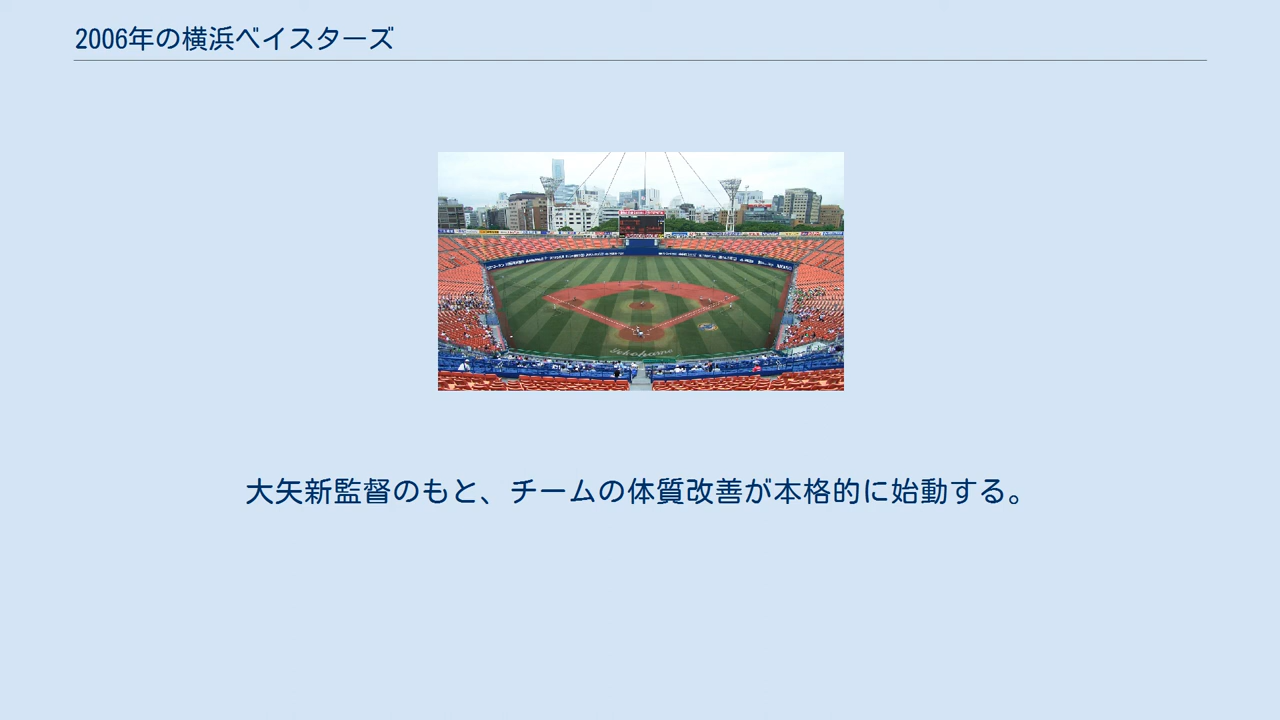 2006年の横浜ベイスターズ
Yokohama
大矢新監督のもと、チームの体質改善が本格的に始動する。